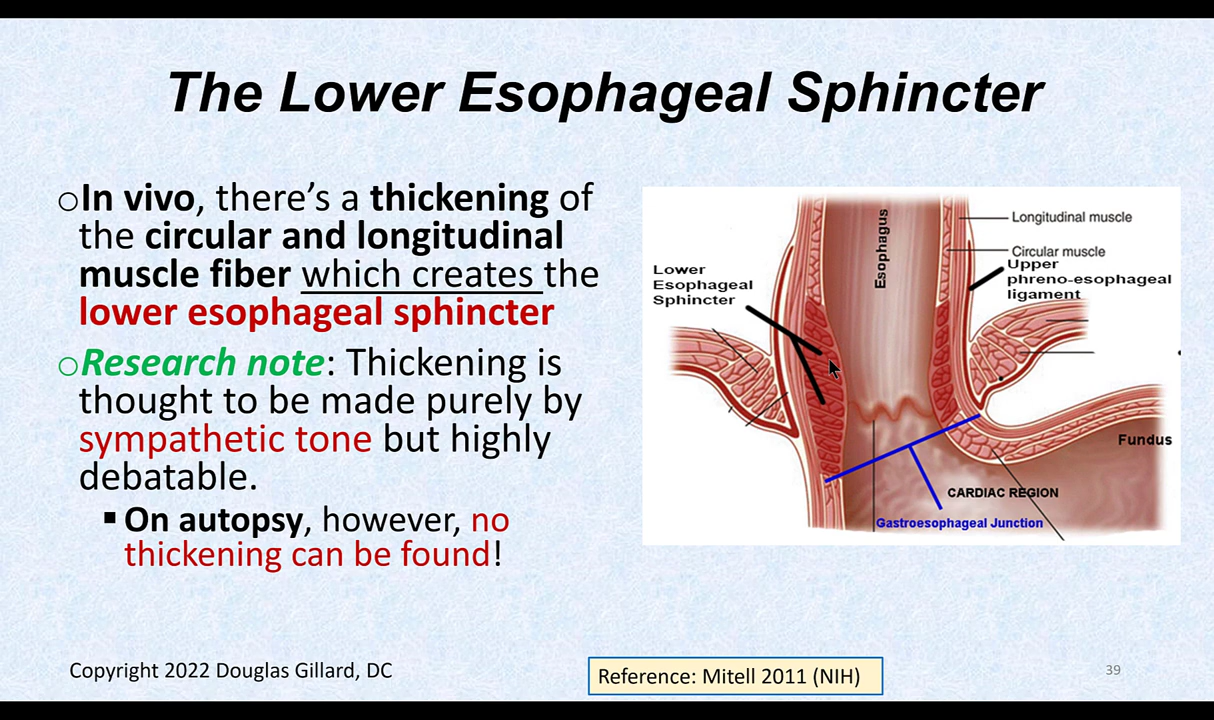 The Lower Esophageal Sphincter
oIn vivo, there’s a thickening of
the circular and longitudinal
muscle fiber which creates the
lower esophageal sphincter
oResearch note: Thickening is
thought to be made purely by
sympathetic tone but highly
debatable.
▪On autopsy, however, no
thickening can be found!
Esophagus
Longitudinal muscle
Circular muscle
Upper
phreno-esophageal
ligament
Lower
Esophageal
Sphincter
Fundus
CARDIAC REGION
Gastroesophageal Junction
Copyright 2022 Douglas Gillard, DC
Reference: Mitell 2011 (NIH)
39